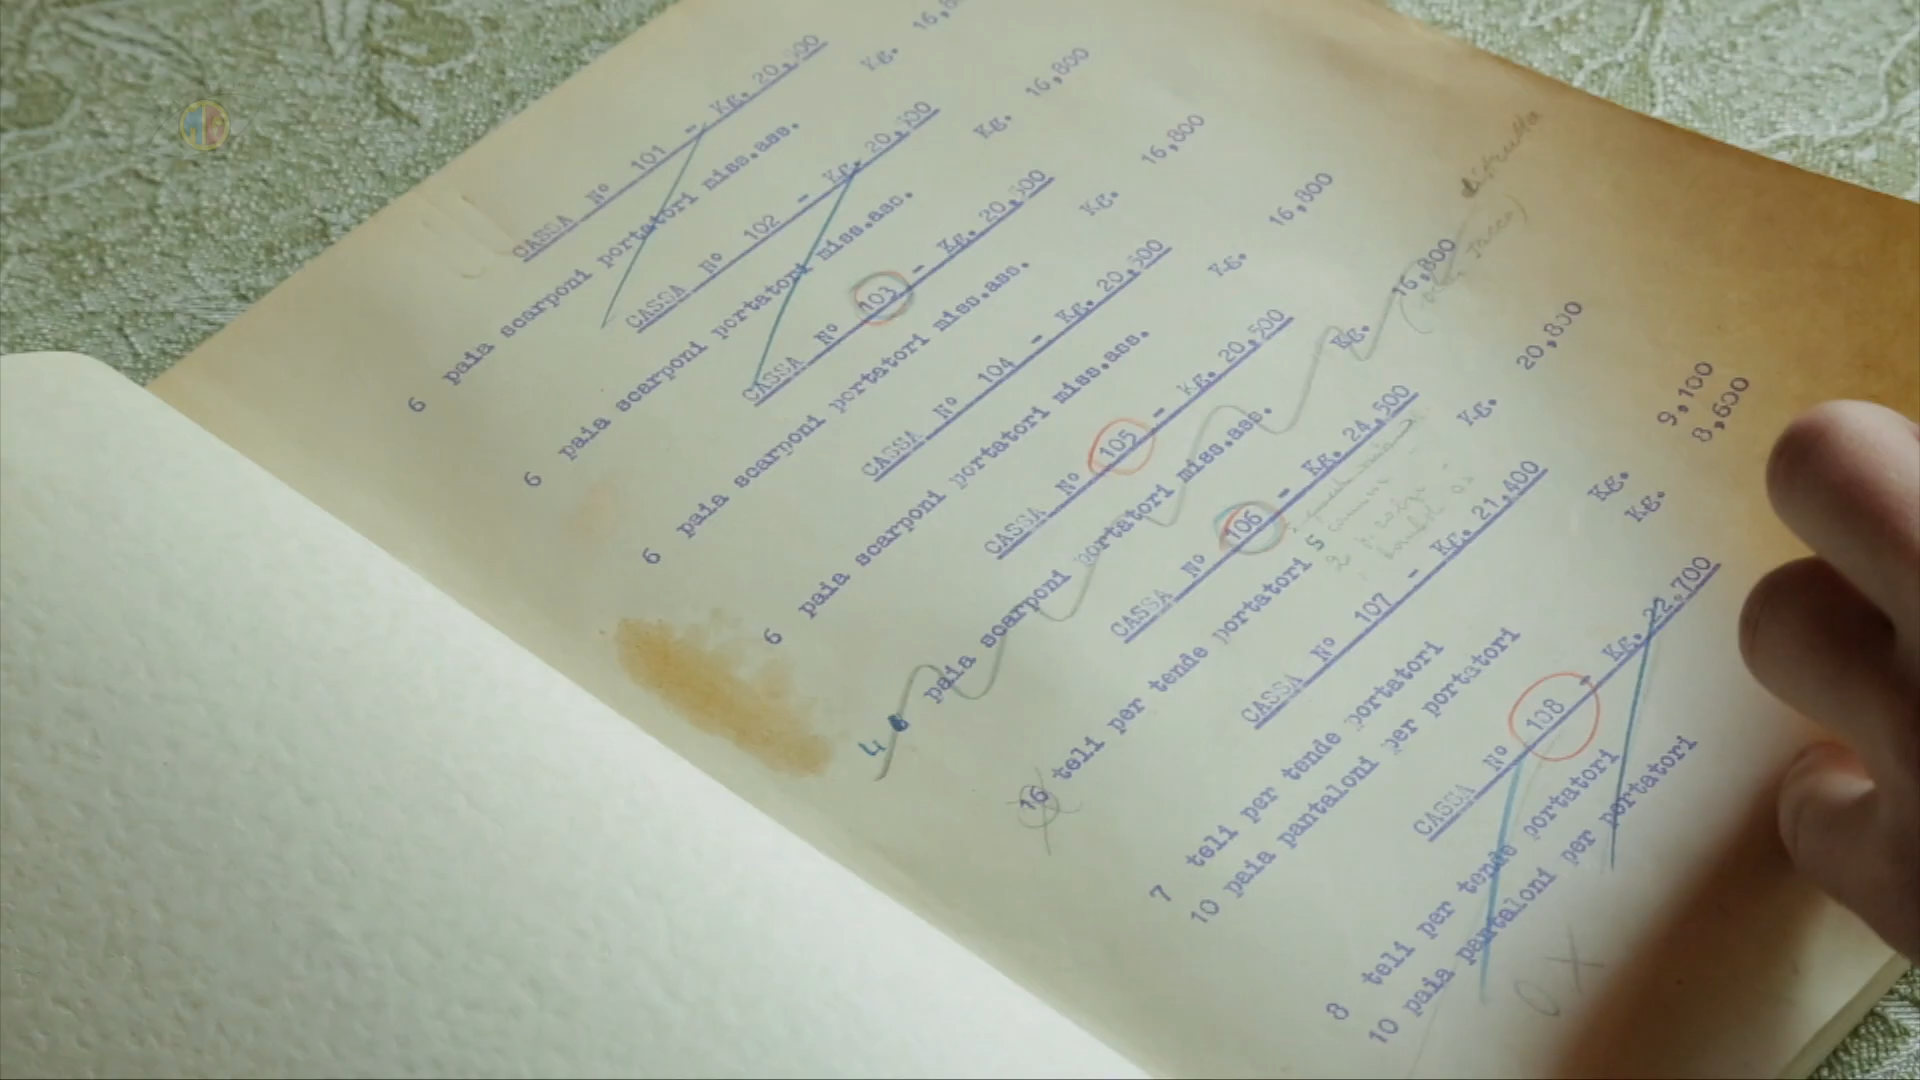 CASSA N° 101 - Kg. 20,500
6 paia scarponi portatori miss.ass. Kg. 16,8
CASSA N° 102 - Kg. 20,500
6 paia scarponi portatori miss.asc. Kg. 16,800
CASSA N° 103 - Kg. 20,500
6 paia scarponi portatori miss.ass. Kg. 16,800
CASSA N° 104 - Kg. 20,500
6 paia scarponi portatori miss.ass. Kg. 16,800
CASSA N° 105 - Kg. 20,500
4 paia scarponi portatori miss.ass. Kg. 16,800
CASSA N° 106 - Kg. 24,500
16 teli per tende portatori 5 Kg. 20,800
CASSA N° 107 - Kg. 21,400
7 teli per tende portatori Kg. 9,100
10 paia pantaloni per portatori Kg. 8,600
CASSA N° 108 - Kg. 22,700
8 teli per tende portatori
10 paia pantaloni per portatori